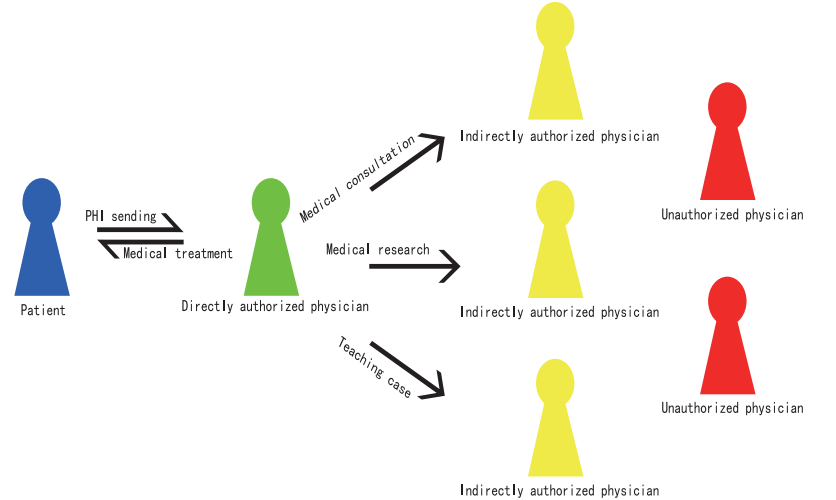 PHI sending
Medical treatment
Patient
Directly authorized physician
Medical consultation
Medical research
Teaching case
Indirectly authorized physician
Indirectly authorized physician
Indirectly authorized physician
Unauthorized physician
Unauthorized physician